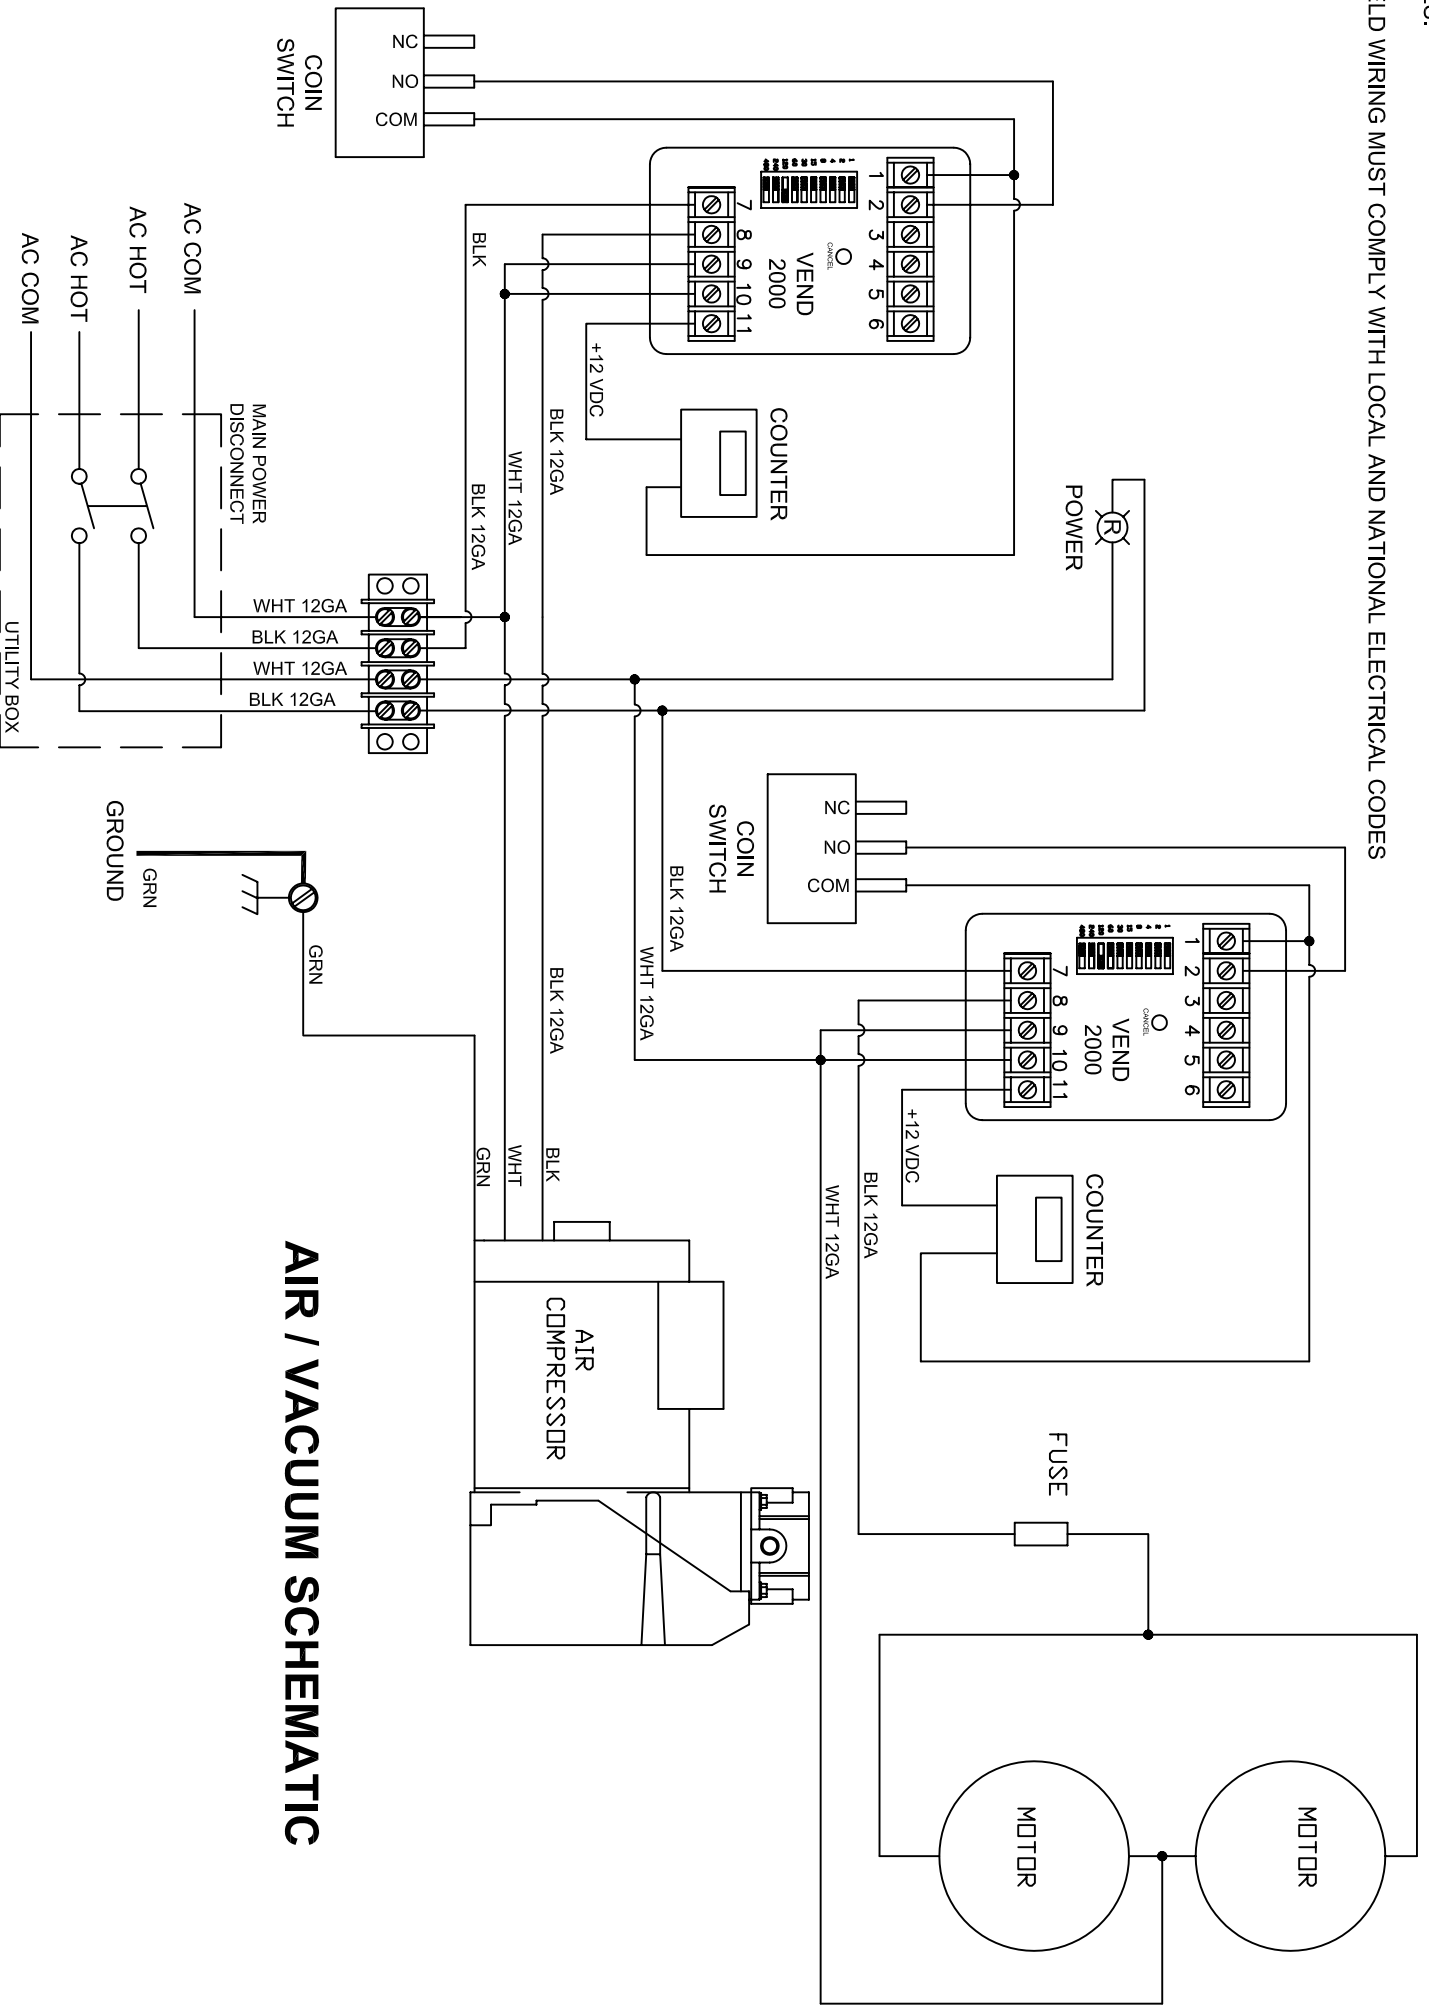 ELD WIRING MUST COMPLY WITH LOCAL AND NATIONAL ELECTRICAL CODES
NC
NO
COM
COIN
SWITCH
1
2
3
4
5
6
VEND
2000
CANCEL
7
8
9
10
11
COUNTER
+12 VDC
POWER
R
BLK
BLK 12GA
WHT 12GA
BLK 12GA
AC COM
AC HOT
AC HOT
AC COM
MAIN POWER
DISCONNECT
UTILITY BOX
WHT 12GA
BLK 12GA
WHT 12GA
BLK 12GA
NC
NO
COM
COIN
SWITCH
BLK 12GA
WHT 12GA
1
2
3
4
5
6
VEND
2000
CANCEL
7
8
9
10
11
COUNTER
+12 VDC
BLK 12GA
WHT 12GA
GROUND
GRN
GRN
BLK 12GA
BLK
WHT
GRN
AIR
COMPRESSOR
FUSE
MOTOR
MOTOR
AIR / VACUUM SCHEMATIC